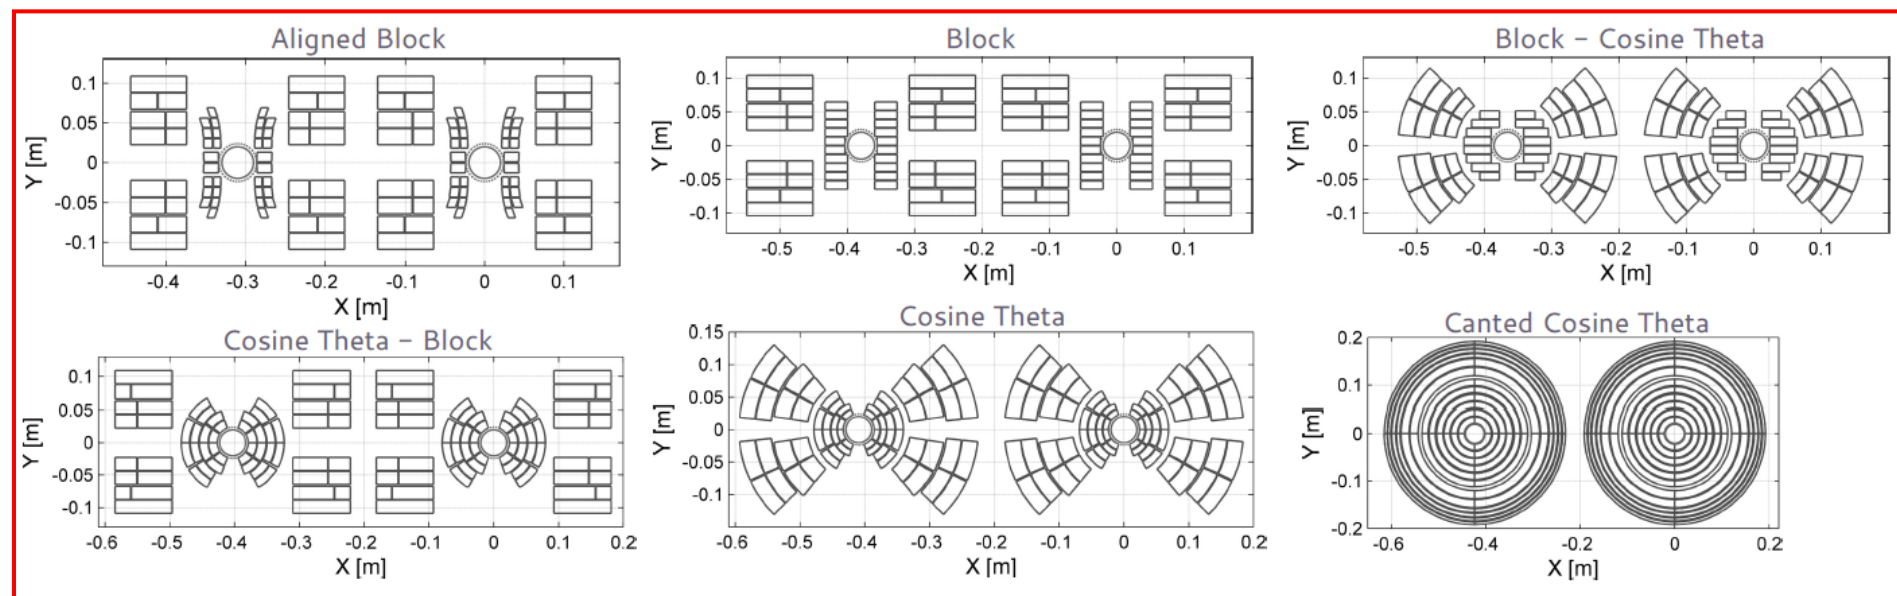 Aligned Block
0.1
0.05
0
-0.05
-0.1
Y [m]
-0.4 -0.3 -0.2 -0.1 0 0.1
X [m]
Block
0.1
0.05
0
-0.05
-0.1
Y [m]
-0.5 -0.4 -0.3 -0.2 -0.1 0 0.1
X [m]
Block - Cosine Theta
0.1
0.05
0
-0.05
-0.1
Y [m]
-0.5 -0.4 -0.3 -0.2 -0.1 0 0.1
X [m]
Cosine Theta - Block
0.1
0.05
0
-0.05
-0.1
Y [m]
-0.6 -0.5 -0.4 -0.3 -0.2 -0.1 0 0.1 0.2
X [m]
Cosine Theta
0.15
0.1
0.05
0
-0.05
-0.1
Y [m]
-0.6 -0.5 -0.4 -0.3 -0.2 -0.1 0 0.1 0.2
X [m]
Canted Cosine Theta
0.2
0.1
0
-0.1
-0.2
Y [m]
-0.6 -0.4 -0.2 0 0.2
X [m]